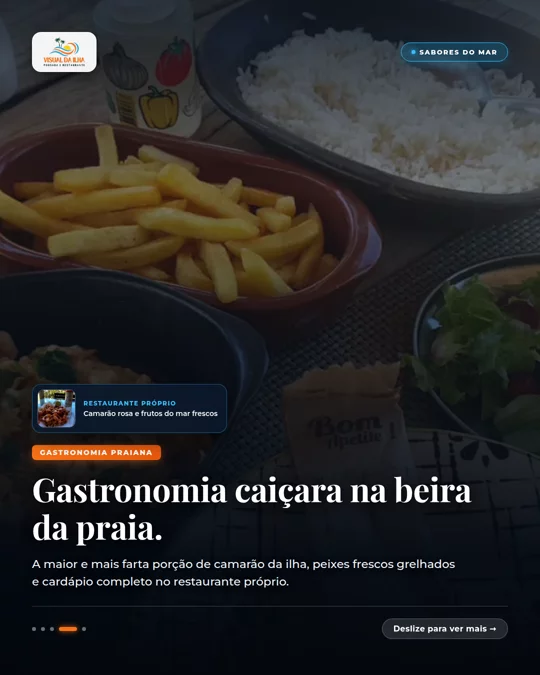 VISUAL DA ILHA
POUSADA E RESTAURANTE
SABORES DO MAR
Bom
Apetite !
RESTAURANTE PRÓPRIO
Camarão rosa e frutos do mar frescos
GASTRONOMIA PRAIANA
Gastronomia caiçara na beira
da praia.
A maior e mais farta porção de camarão da ilha, peixes frescos grelhados
e cardápio completo no restaurante próprio.
Deslize para ver mais →